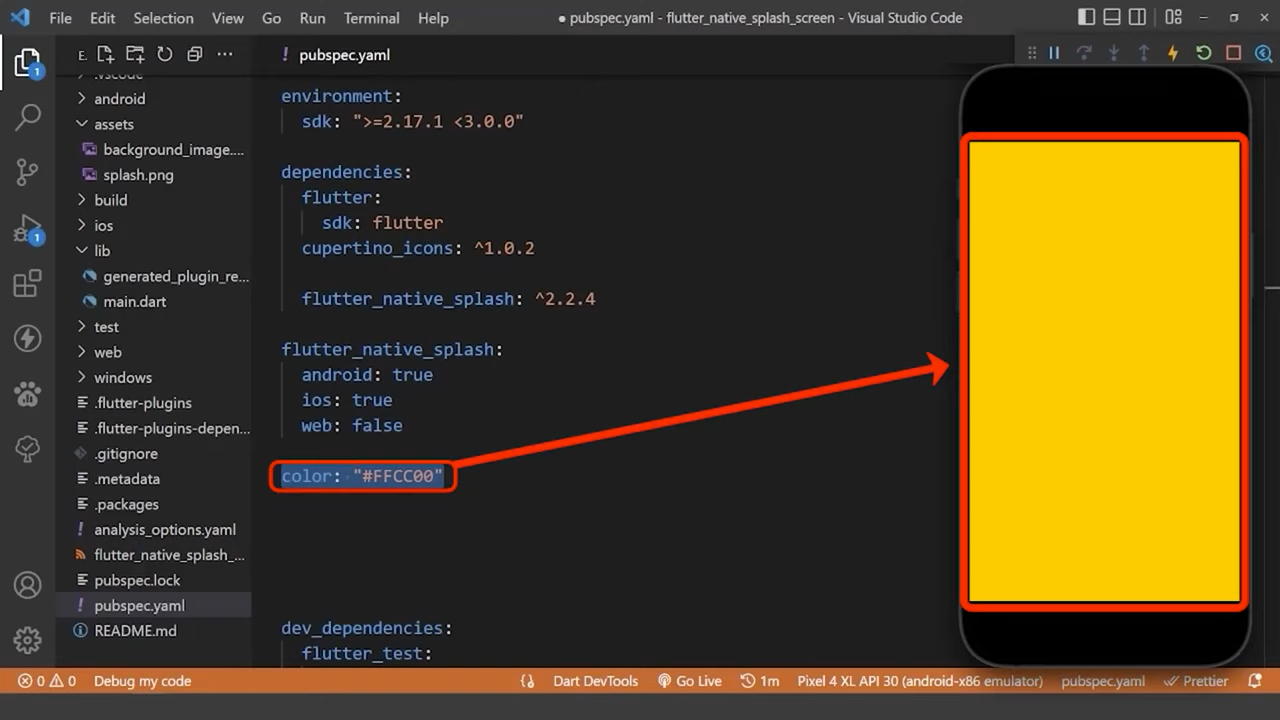 File Edit Selection View Go Run Terminal Help
● pubspec.yaml - flutter_native_splash_screen - Visual Studio Code
E.
! pubspec.yaml
.vscode
android
assets
background_image....
splash.png
build
ios
lib
generated_plugin_re...
main.dart
test
web
windows
.flutter-plugins
.flutter-plugins-depen...
.gitignore
.metadata
.packages
! analysis_options.yaml
flutter_native_splash_...
pubspec.lock
! pubspec.yaml
README.md
1
1
environment:
sdk: ">=2.17.1 <3.0.0"
dependencies:
flutter:
sdk: flutter
cupertino_icons: ^1.0.2
flutter_native_splash: ^2.2.4
flutter_native_splash:
android: true
ios: true
web: false
color: "#FFCC00"
dev_dependencies:
flutter_test:
0 0 Debug my code
Dart DevTools Go Live 1m Pixel 4 XL API 30 (android-x86 emulator) pubspec.yaml Prettier